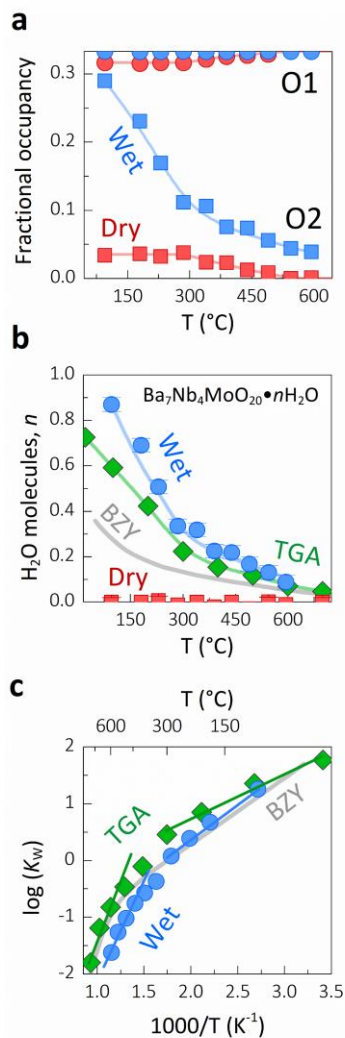 a
Fractional occupancy
0.3
0.2
0.1
0.0
O1
Wet
O2
Dry
150
300
450
600
T (°C)
b
H₂O molecules, n
1.0
0.8
0.6
0.4
0.2
0.0
Ba₇Nb₄MoO₂₀•nH₂O
Wet
BZY
TGA
Dry
150
300
450
600
T (°C)
c
T (°C)
600
300
150
log (K_W)
2
1
0
-1
-2
TGA
BZY
Wet
1.0
1.5
2.0
2.5
3.0
3.5
1000/T (K⁻¹)